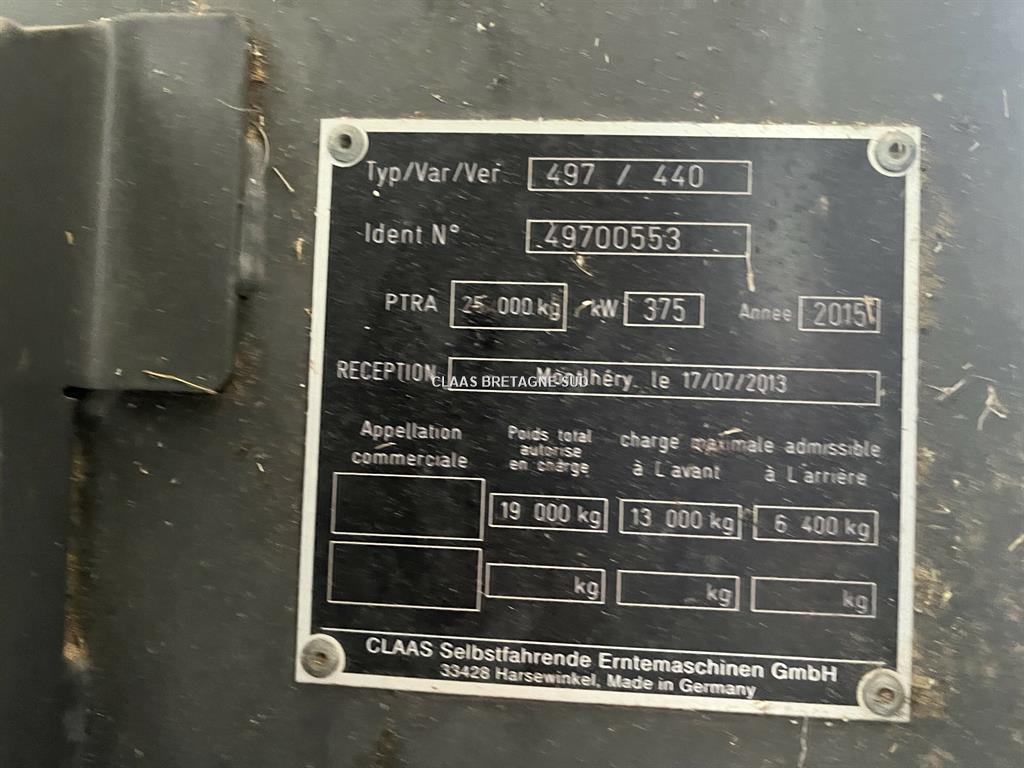 Typ/Var/Ver 497 / 440
Ident N° 49700553
PTRA 25 000 kg kW 375 Annee 2015
RECEPTION Montlhéry, le 17/07/2013
CLAAS BRETAGNE SUD
Appellation commerciale
Poids total autorise en charge
charge maximale admissible
à L avant à L arrière
19 000 kg 13 000 kg 6 400 kg
kg kg kg
CLAAS Selbstfahrende Erntemaschinen GmbH
33428 Harsewinkel, Made in Germany